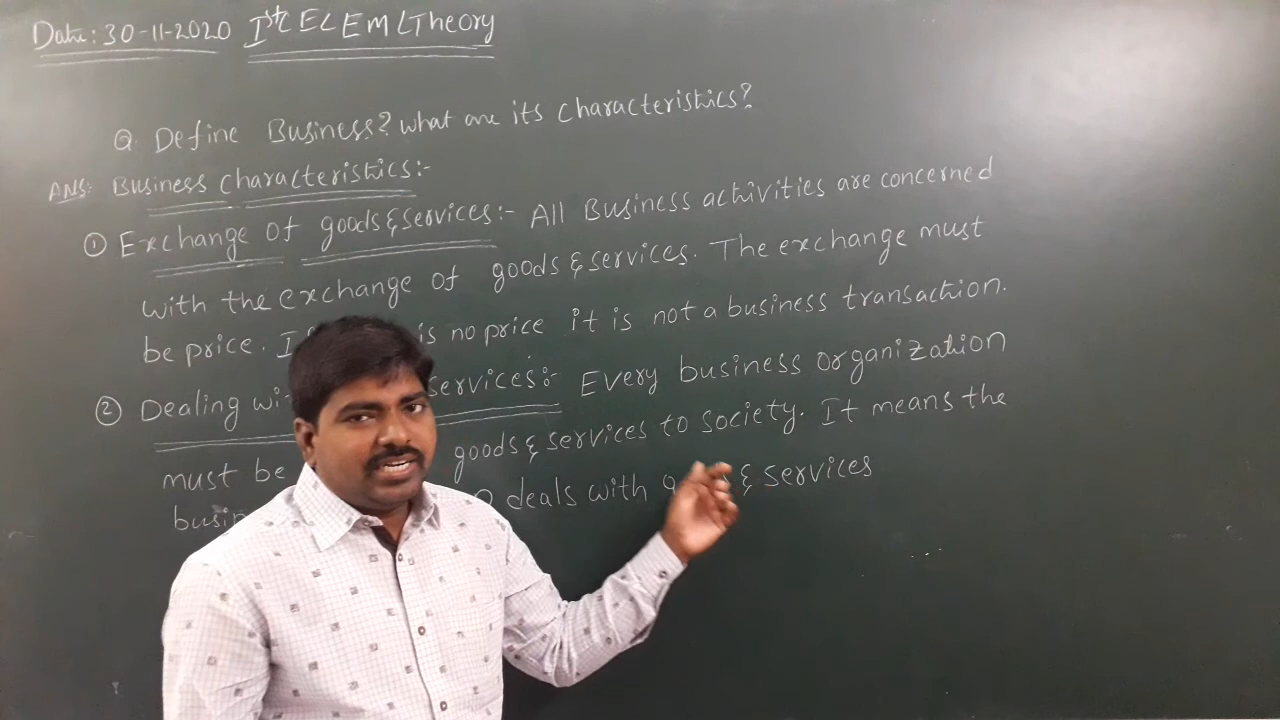 Date: 30-11-2020 Ist ELEML Theory
Q. Define Business? what are its characteristics?
ANS: Business characteristics:-
① Exchange of goods & services:- All Business activities are concerned
with the exchange of goods & services. The exchange must
be price. is no price it is not a business transaction.
② Dealing services:- Every business organization
must be goods & services to society. It means the
deals with & services